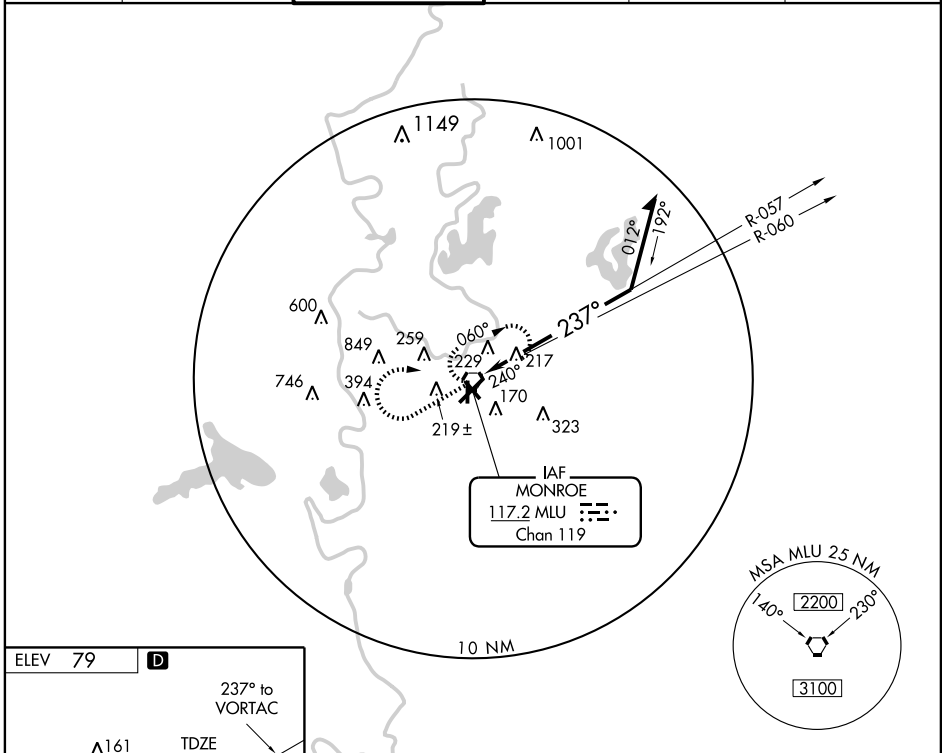 1149
1001
012°
192°
R-057
R-060
600
237°
849
259
060°
229
217
746
394
240°
170
219±
323
IAF
MONROE
117.2 MLU
Chan 119
MSA MLU 25 NM
140°
2200
230°
3100
10 NM
ELEV 79
D
237° to
VORTAC
161
TDZE